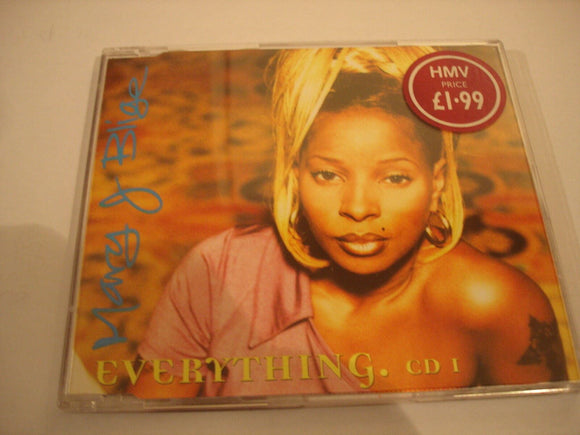 Mary J Blige
HMV
PRICE
£1·99
EVERYTHING. CD 1